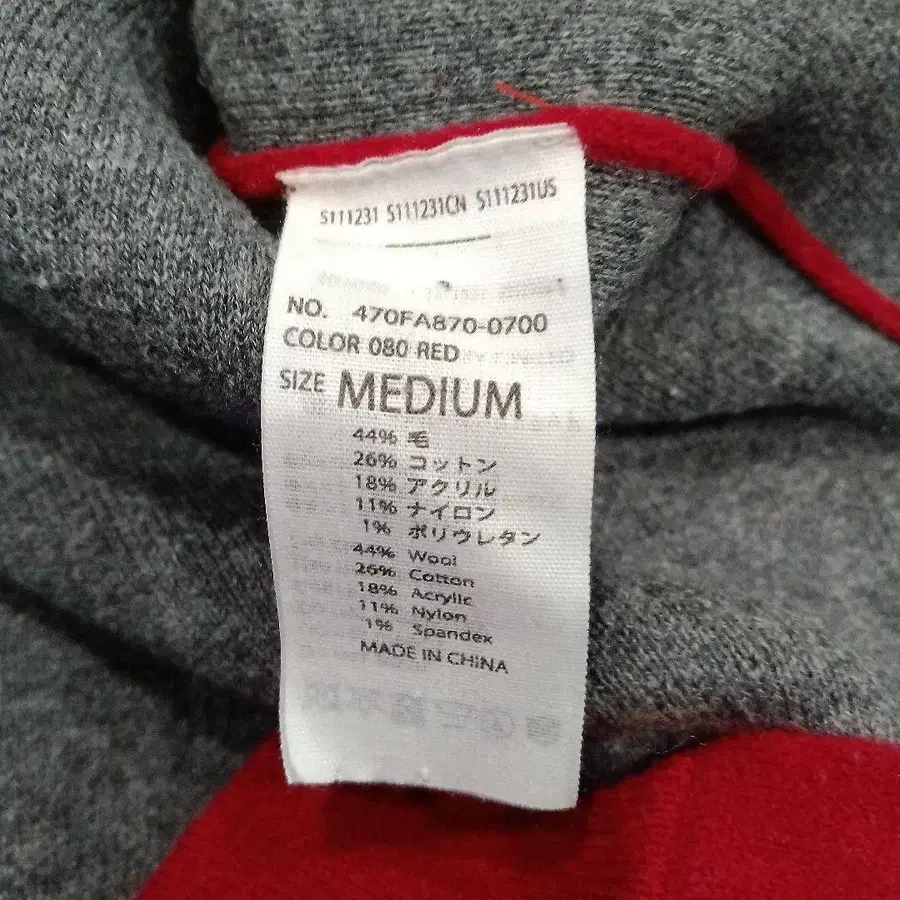 S111231 S111231CN S111231US
NO. 470FA870-0700
COLOR 080 RED
SIZE MEDIUM
44% 毛
26% コットン
18% アクリル
11% ナイロン
1% ポリウレタン
44% Wool
26% Cotton
18% Acrylic
11% Nylon
1% Spandex
MADE IN CHINA